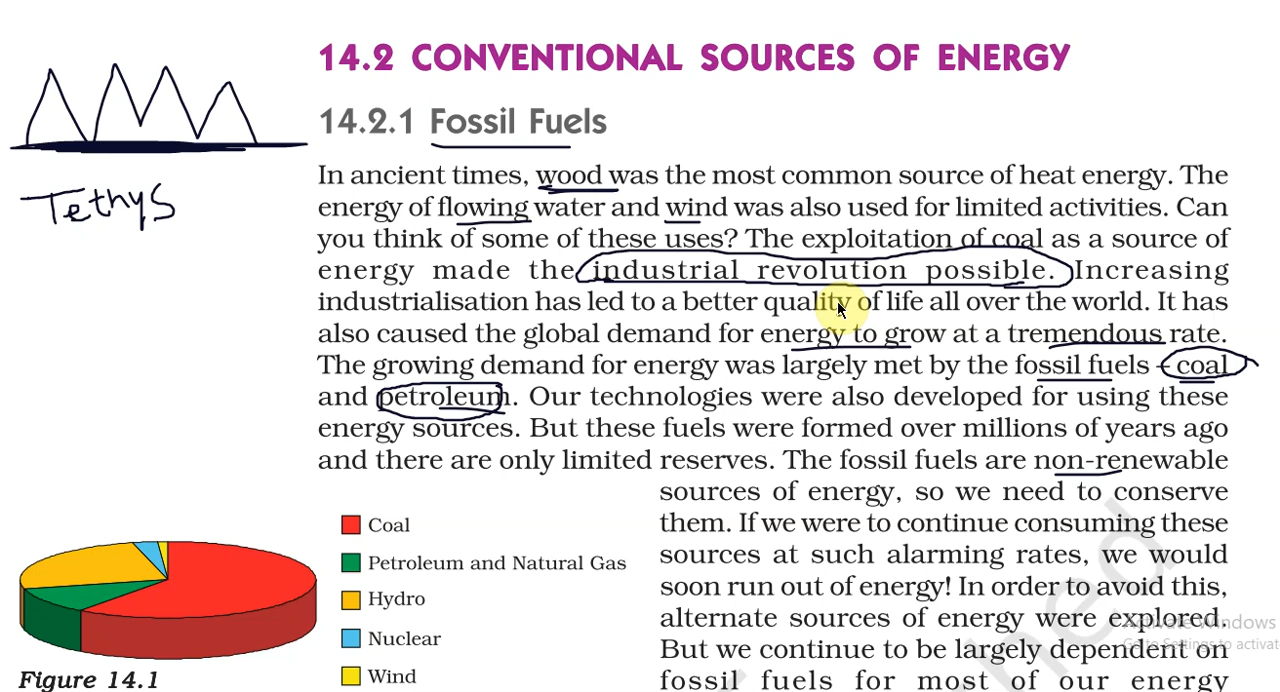 14.2 CONVENTIONAL SOURCES OF ENERGY
14.2.1 Fossil Fuels
Tethys
In ancient times, wood was the most common source of heat energy. The
energy of flowing water and wind was also used for limited activities. Can
you think of some of these uses? The exploitation of coal as a source of
energy made the industrial revolution possible. Increasing
industrialisation has led to a better quality of life all over the world. It has
also caused the global demand for energy to grow at a tremendous rate.
The growing demand for energy was largely met by the fossil fuels – coal
and petroleum. Our technologies were also developed for using these
energy sources. But these fuels were formed over millions of years ago
and there are only limited reserves. The fossil fuels are non-renewable
sources of energy, so we need to conserve
them. If we were to continue consuming these
sources at such alarming rates, we would
soon run out of energy! In order to avoid this,
alternate sources of energy were explored.
But we continue to be largely dependent on
fossil fuels for most of our energy
Coal
Petroleum and Natural Gas
Hydro
Nuclear
Wind
Figure 14.1
Activate Windows
Go to Settings to activat